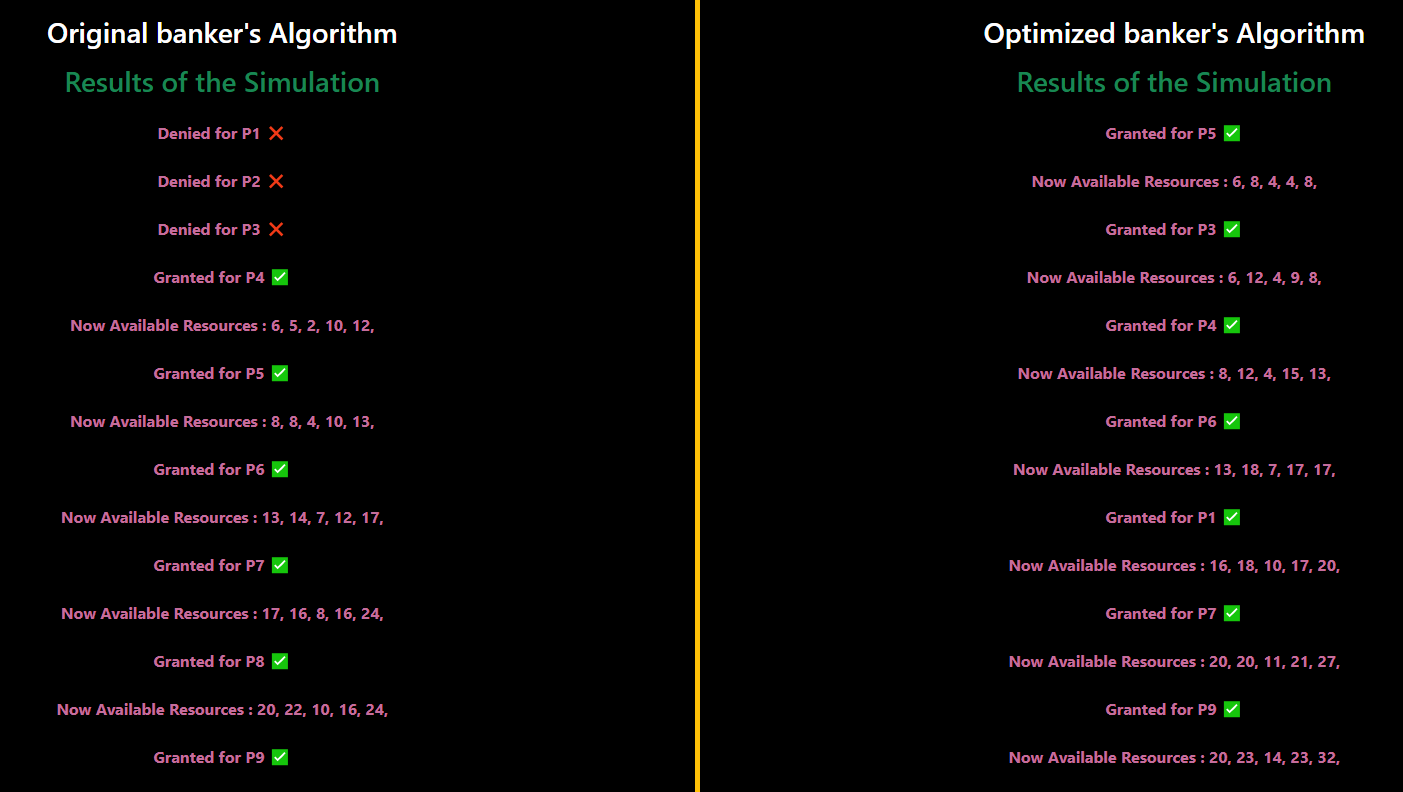 Original banker's Algorithm
Results of the Simulation
Denied for P1 ❌
Denied for P2 ❌
Denied for P3 ❌
Granted for P4 ✅
Now Available Resources : 6, 5, 2, 10, 12,
Granted for P5 ✅
Now Available Resources : 8, 8, 4, 10, 13,
Granted for P6 ✅
Now Available Resources : 13, 14, 7, 12, 17,
Granted for P7 ✅
Now Available Resources : 17, 16, 8, 16, 24,
Granted for P8 ✅
Now Available Resources : 20, 22, 10, 16, 24,
Granted for P9 ✅
Optimized banker's Algorithm
Results of the Simulation
Granted for P5 ✅
Now Available Resources : 6, 8, 4, 4, 8,
Granted for P3 ✅
Now Available Resources : 6, 12, 4, 9, 8,
Granted for P4 ✅
Now Available Resources : 8, 12, 4, 15, 13,
Granted for P6 ✅
Now Available Resources : 13, 18, 7, 17, 17,
Granted for P1 ✅
Now Available Resources : 16, 18, 10, 17, 20,
Granted for P7 ✅
Now Available Resources : 20, 20, 11, 21, 27,
Granted for P9 ✅
Now Available Resources : 20, 23, 14, 23, 32,